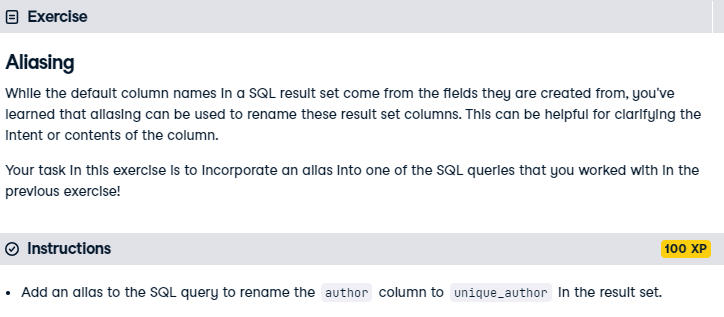 Exercise
Aliasing
While the default column names in a SQL result set come from the fields they are created from, you've
learned that aliasing can be used to rename these result set columns. This can be helpful for clarifying the
intent or contents of the column.
Your task in this exercise is to incorporate an alias into one of the SQL queries that you worked with in the
previous exercise!
Instructions
100 XP
• Add an alias to the SQL query to rename the author column to unique_author in the result set.